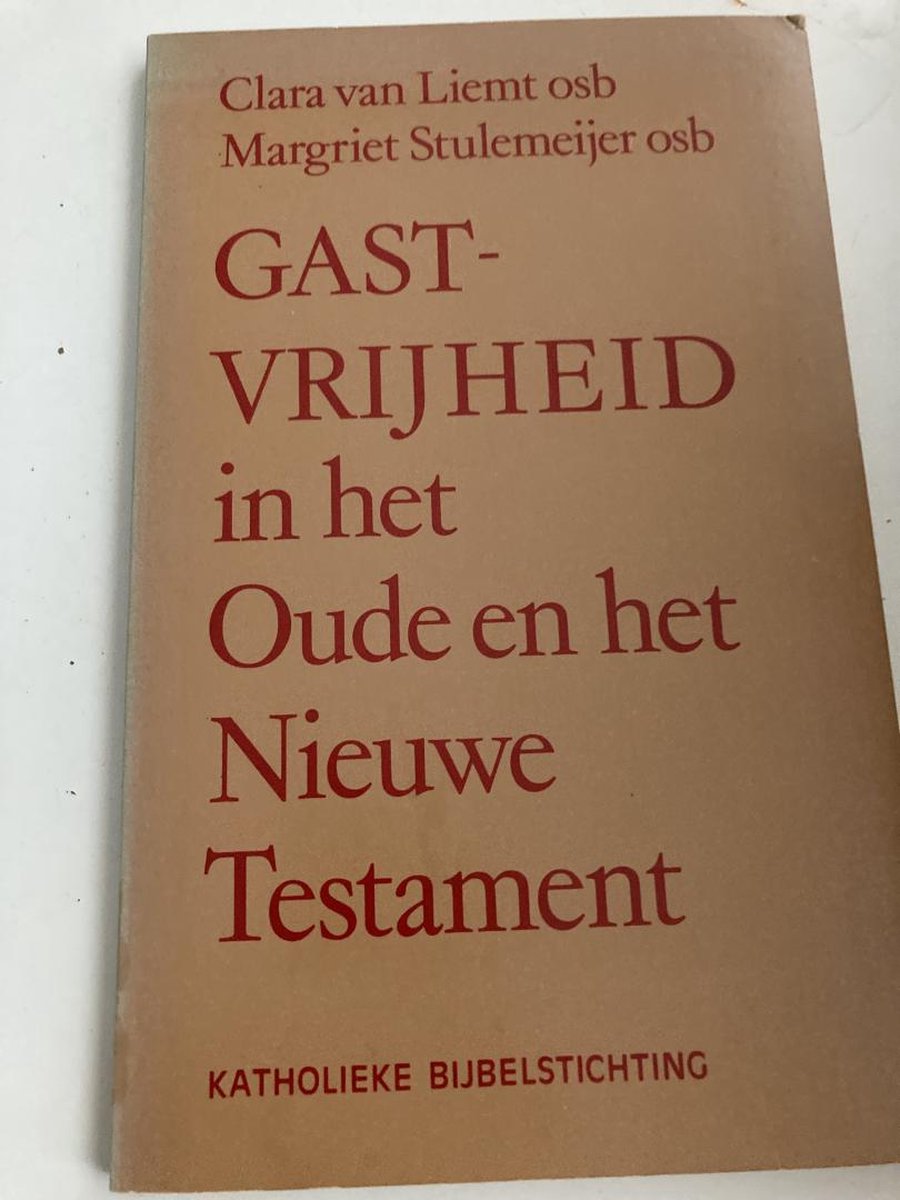 Clara van Liemt osb
Margriet Stulemeijer osb
GAST-
VRIJHEID
in het
Oude en het
Nieuwe
Testament
KATHOLIEKE BIJBELSTICHTING